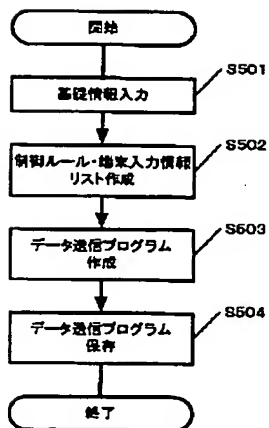 開始
S501
基礎情報入力
S502
制御ルール・端末入力情報
リスト作成
S503
データ送信プログラム
作成
S504
データ送信プログラム
保存
終了